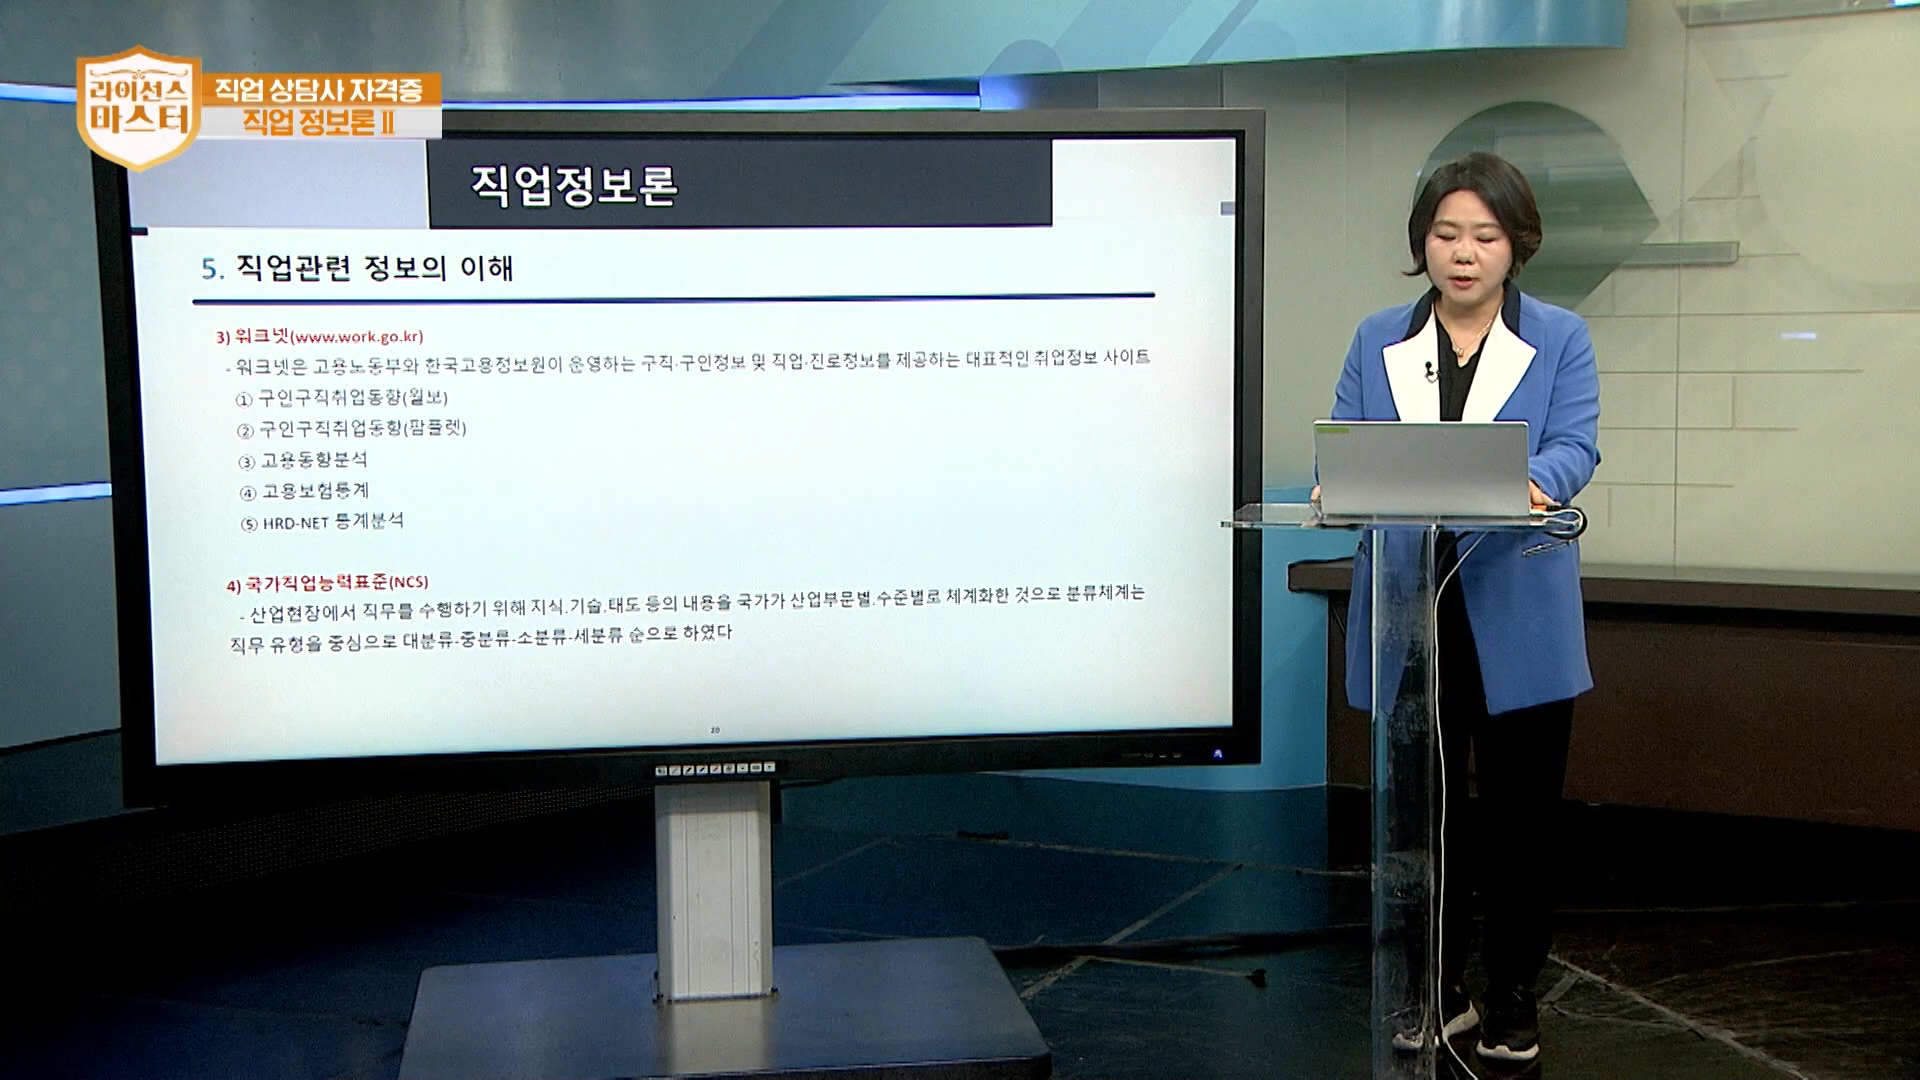 라이선스
마스터
직업 상담사 자격증
직업 정보론 Ⅱ
직업정보론
5. 직업관련 정보의 이해
3) 워크넷(www.work.go.kr)
- 워크넷은 고용노동부와 한국고용정보원이 운영하는 구직·구인정보 및 직업·진로정보를 제공하는 대표적인 취업정보 사이트
① 구인구직취업동향(월보)
② 구인구직취업동향(팜플렛)
③ 고용동향분석
④ 고용보험통계
⑤ HRD-NET 통계분석
4) 국가직업능력표준(NCS)
- 산업현장에서 직무를 수행하기 위해 지식.기술.태도 등의 내용을 국가가 산업부문별.수준별로 체계화한 것으로 분류체계는
직무 유형을 중심으로 대분류-중분류-소분류-세분류 순으로 하였다